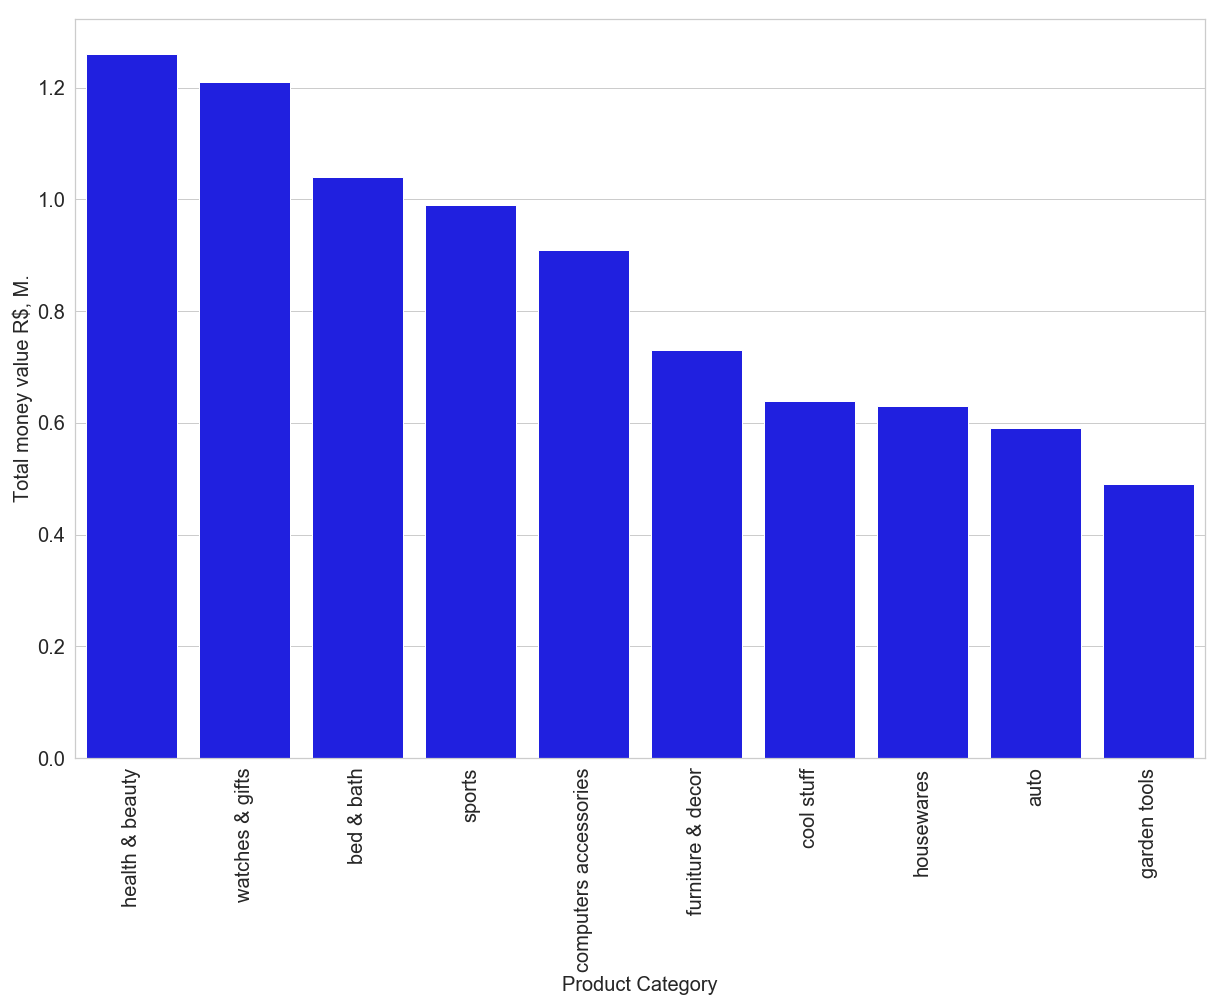 Total money value R$, M.
1.2
1.0
0.8
0.6
0.4
0.2
0.0
health & beauty
watches & gifts
bed & bath
sports
computers accessories
furniture & decor
cool stuff
housewares
auto
garden tools
Product Category